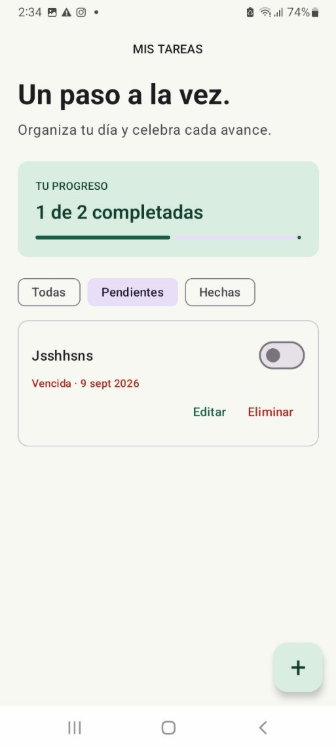 2:34
74%
MIS TAREAS
Un paso a la vez.
Organiza tu día y celebra cada avance.
TU PROGRESO
1 de 2 completadas
Todas
Pendientes
Hechas
Jsshhsns
Vencida · 9 sept 2026
Editar
Eliminar
+